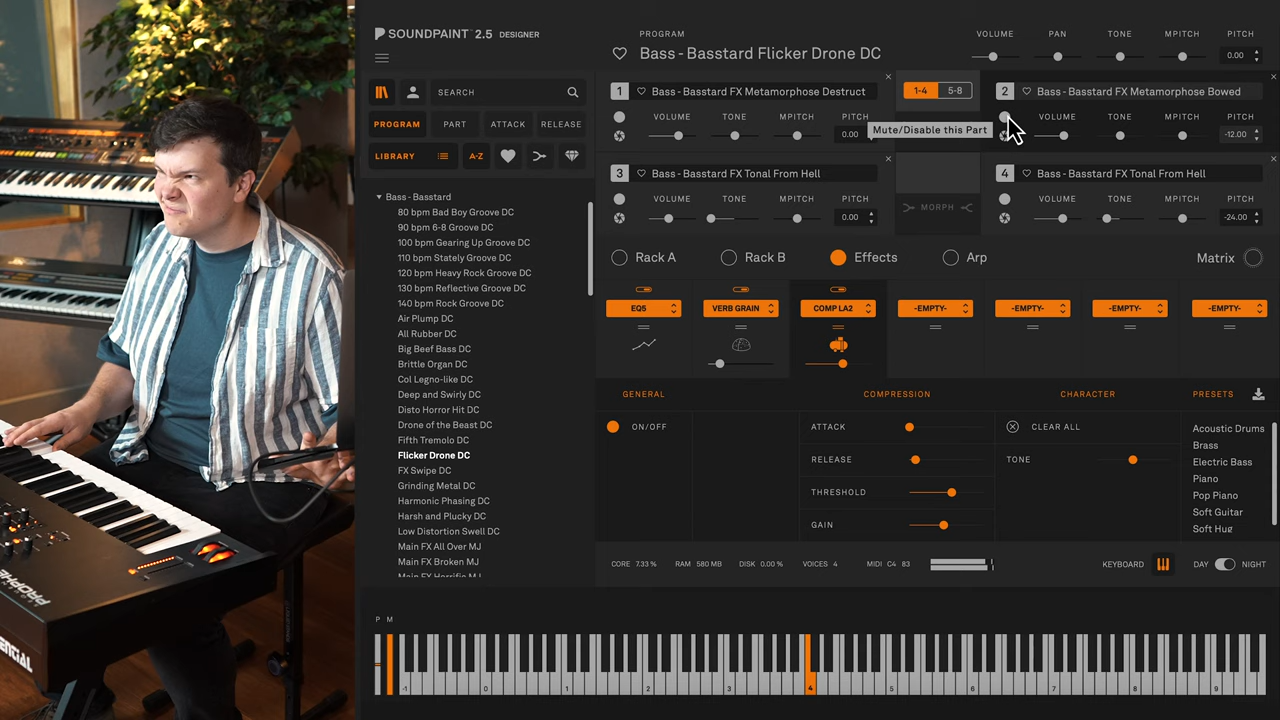 SOUNDPAINT 2.5 DESIGNER
PROGRAM
Bass - Basstard Flicker Drone DC
VOLUME PAN TONE MPITCH PITCH
0.00
SEARCH
PROGRAM PART ATTACK RELEASE
LIBRARY A-Z
Bass - Basstard
80 bpm Bad Boy Groove DC
90 bpm 6-8 Groove DC
100 bpm Gearing Up Groove DC
110 bpm Stately Groove DC
120 bpm Heavy Rock Groove DC
130 bpm Reflective Groove DC
140 bpm Rock Groove DC
Air Plump DC
All Rubber DC
Big Beef Bass DC
Brittle Organ DC
Col Legno-like DC
Deep and Swirly DC
Disto Horror Hit DC
Drone of the Beast DC
Fifth Tremolo DC
Flicker Drone DC
FX Swipe DC
Grinding Metal DC
Harmonic Phasing DC
Harsh and Plucky DC
Low Distortion Swell DC
Main FX All Over MJ
Main FX Broken MJ
Main FX Horrific MJ
1 Bass - Basstard FX Metamorphose Destruct
VOLUME TONE MPITCH PITCH
0.00
1-4 5-8
Mute/Disable this Part
2 Bass - Basstard FX Metamorphose Bowed
VOLUME TONE MPITCH PITCH
-12.00
3 Bass - Basstard FX Tonal From Hell
VOLUME TONE MPITCH PITCH
0.00
MORPH
4 Bass - Basstard FX Tonal From Hell
VOLUME TONE MPITCH PITCH
-24.00
Rack A Rack B Effects Arp Matrix
EQ5 VERB GRAIN COMP LA2 -EMPTY- -EMPTY- -EMPTY- -EMPTY-
GENERAL COMPRESSION CHARACTER PRESETS
ON/OFF
ATTACK
RELEASE
THRESHOLD
GAIN
CLEAR ALL
TONE
Acoustic Drums
Brass
Electric Bass
Piano
Pop Piano
Soft Guitar
Soft Hug
CORE 7.33 % RAM 580 MB DISK 0.00 % VOICES 4 MIDI C4 83
KEYBOARD DAY NIGHT
P M
-1 0 1 2 3 4 5 6 7 8 9
PROPHE
ENTIAL